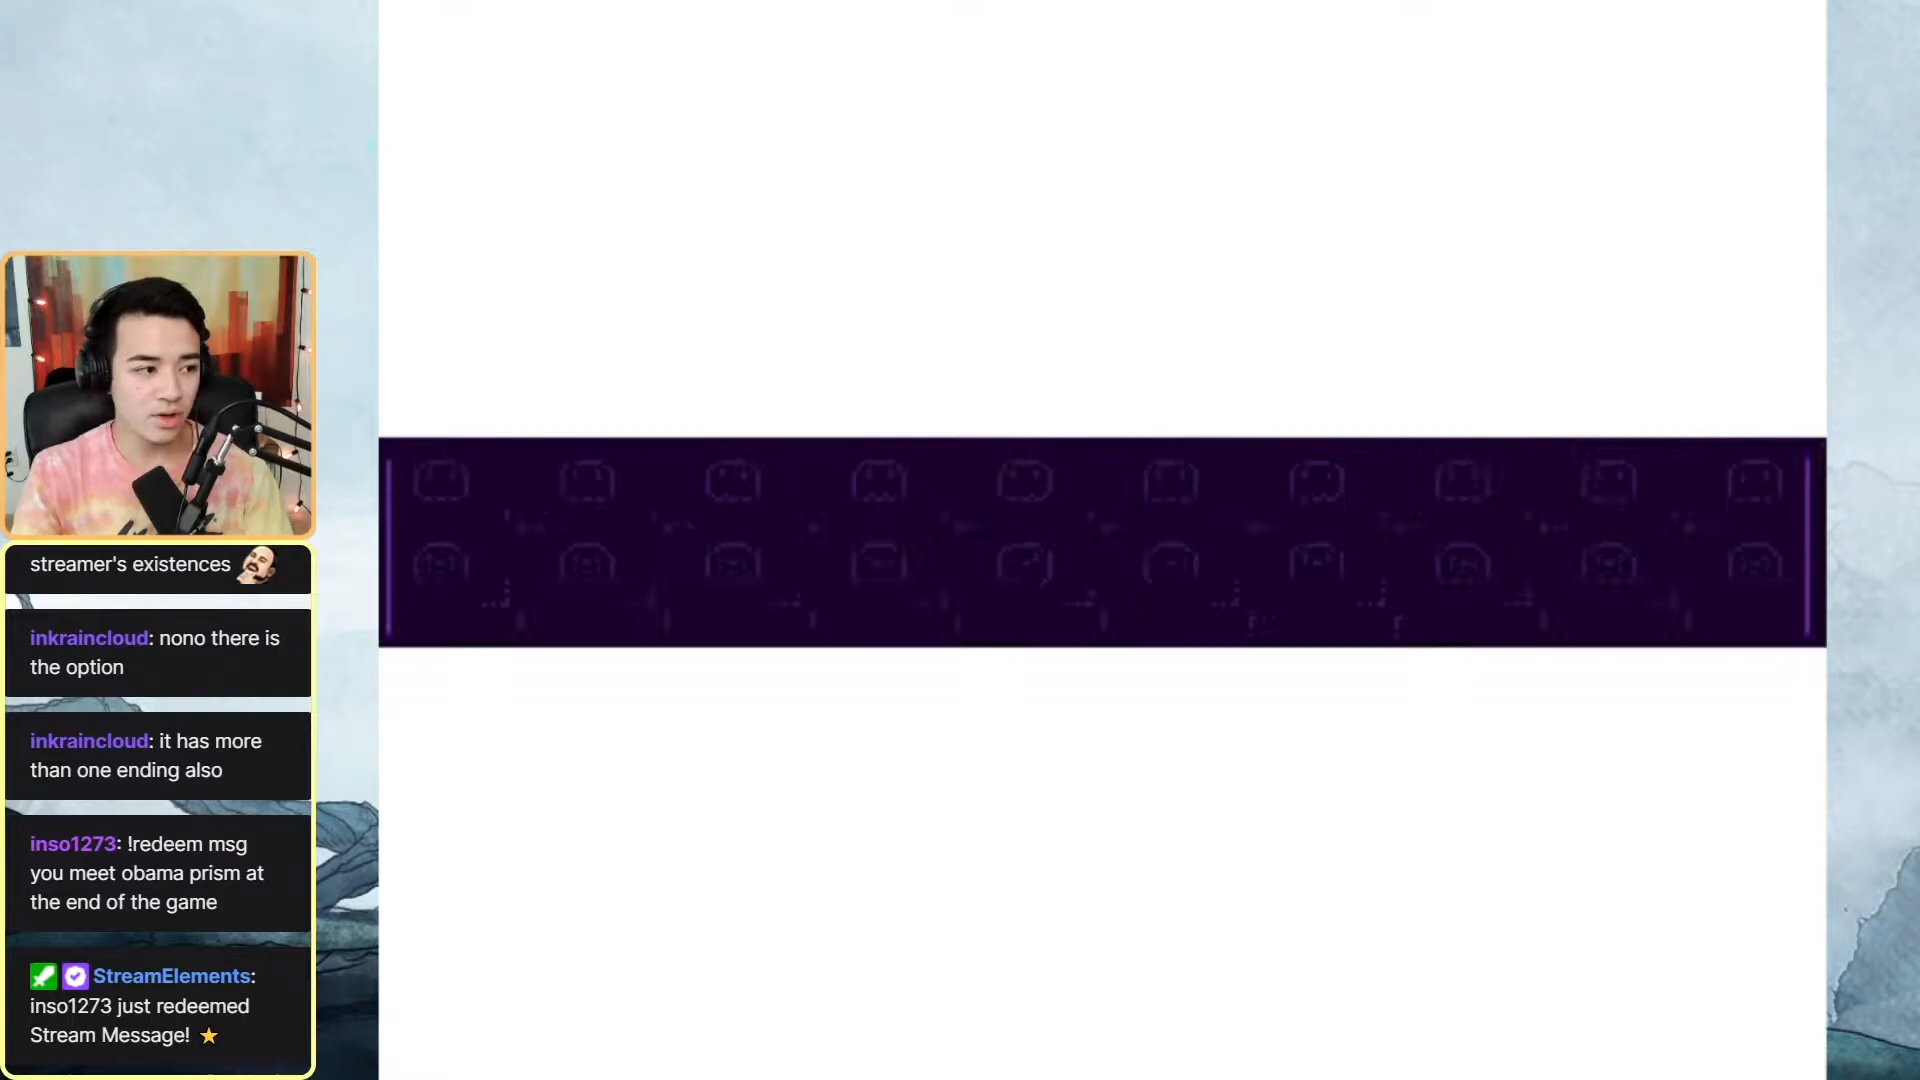 streamer's existences
inkraincloud: nono there is
the option
inkraincloud: it has more
than one ending also
inso1273: !redeem msg
you meet obama prism at
the end of the game
StreamElements:
inso1273 just redeemed
Stream Message!